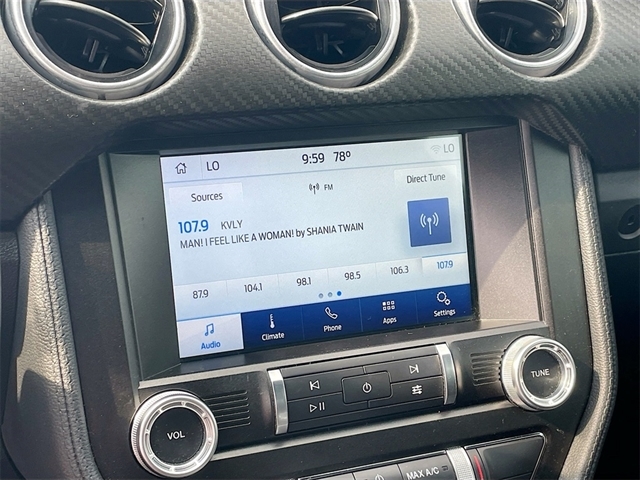 LO 9:59 78° LO
Sources FM Direct Tune
107.9 KVLY
MAN! I FEEL LIKE A WOMAN! by SHANIA TWAIN
87.9 104.1 98.1 98.5 106.3 107.9
Audio Climate Phone Apps Settings
VOL TUNE
MAX A/C